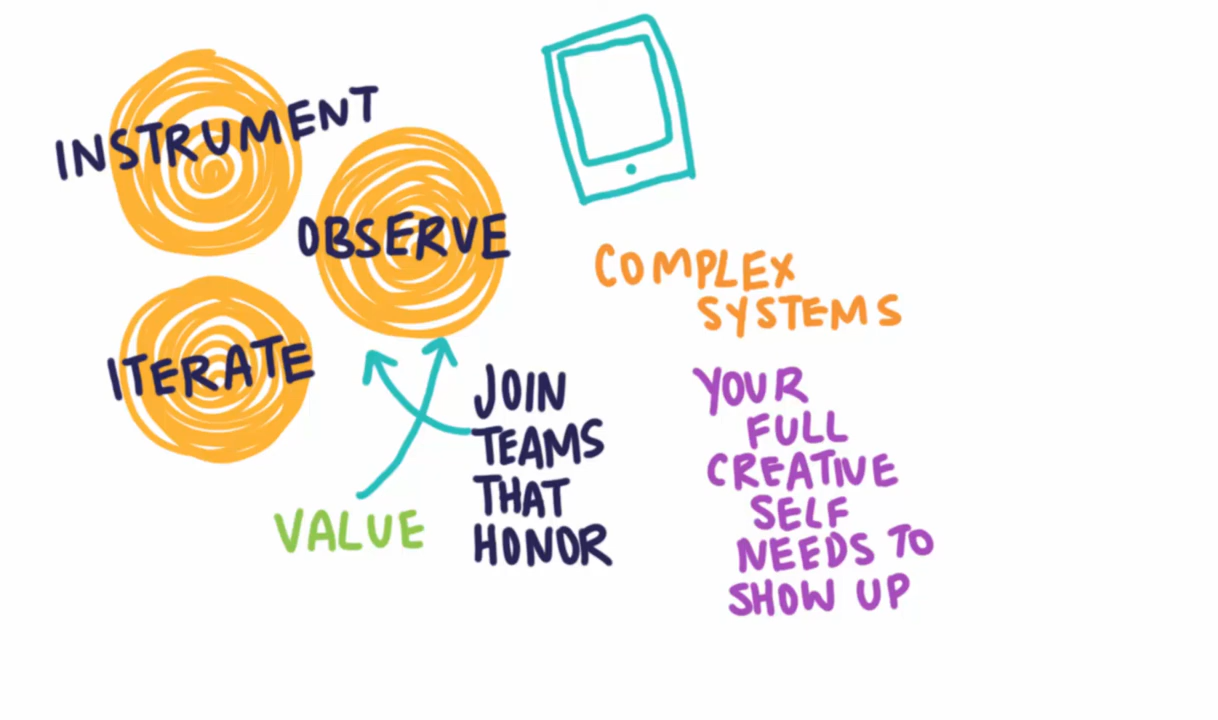 INSTRUMENT
OBSERVE
ITERATE
VALUE
JOIN
TEAMS
THAT
HONOR
COMPLEX
SYSTEMS
YOUR
FULL
CREATIVE
SELF
NEEDS TO
SHOW UP